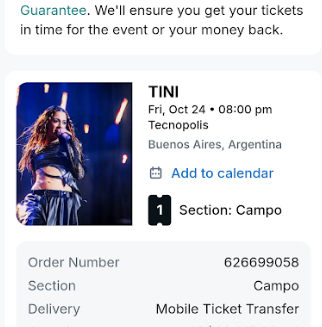 Guarantee. We'll ensure you get your tickets
in time for the event or your money back.
TINI
Fri, Oct 24 • 08:00 pm
Tecnopolis
Buenos Aires, Argentina
Add to calendar
1 Section: Campo
Order Number 626699058
Section Campo
Delivery Mobile Ticket Transfer